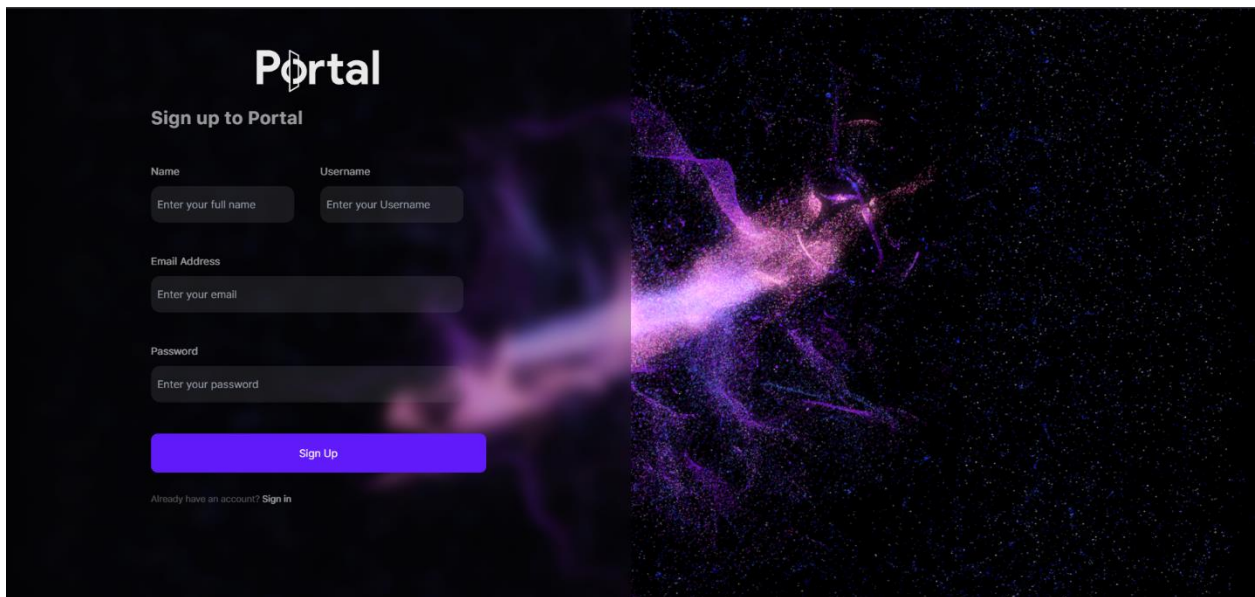 Portal
Sign up to Portal
Name Username
Enter your full name Enter your Username
Email Address
Enter your email
Password
Enter your password
Sign Up
Already have an account? Sign in